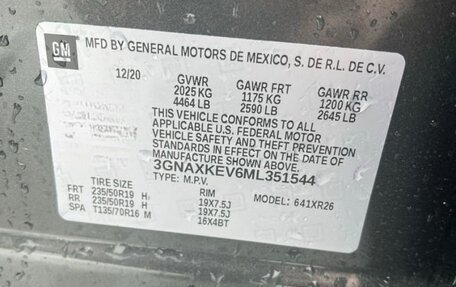 GM
MFD BY GENERAL MOTORS DE MEXICO, S. DE R.L. DE C.V.
12/20 GVWR GAWR FRT GAWR RR
2025 KG 1175 KG 1200 KG
4464 LB 2590 LB 2645 LB
THIS VEHICLE CONFORMS TO ALL
APPLICABLE U.S. FEDERAL MOTOR
VEHICLE SAFETY AND THEFT PREVENTION
STANDARDS IN EFFECT ON THE DATE OF
MANUFACTURE SHOWN ABOVE.
3GNAXKEV6ML351544
TYPE: M.P.V.
TIRE SIZE RIM MODEL: 641XR26
FRT 235/50R19 H 19X7.5J
RR 235/50R19 H 19X7.5J
SPA T135/70R16 M 16X4BT